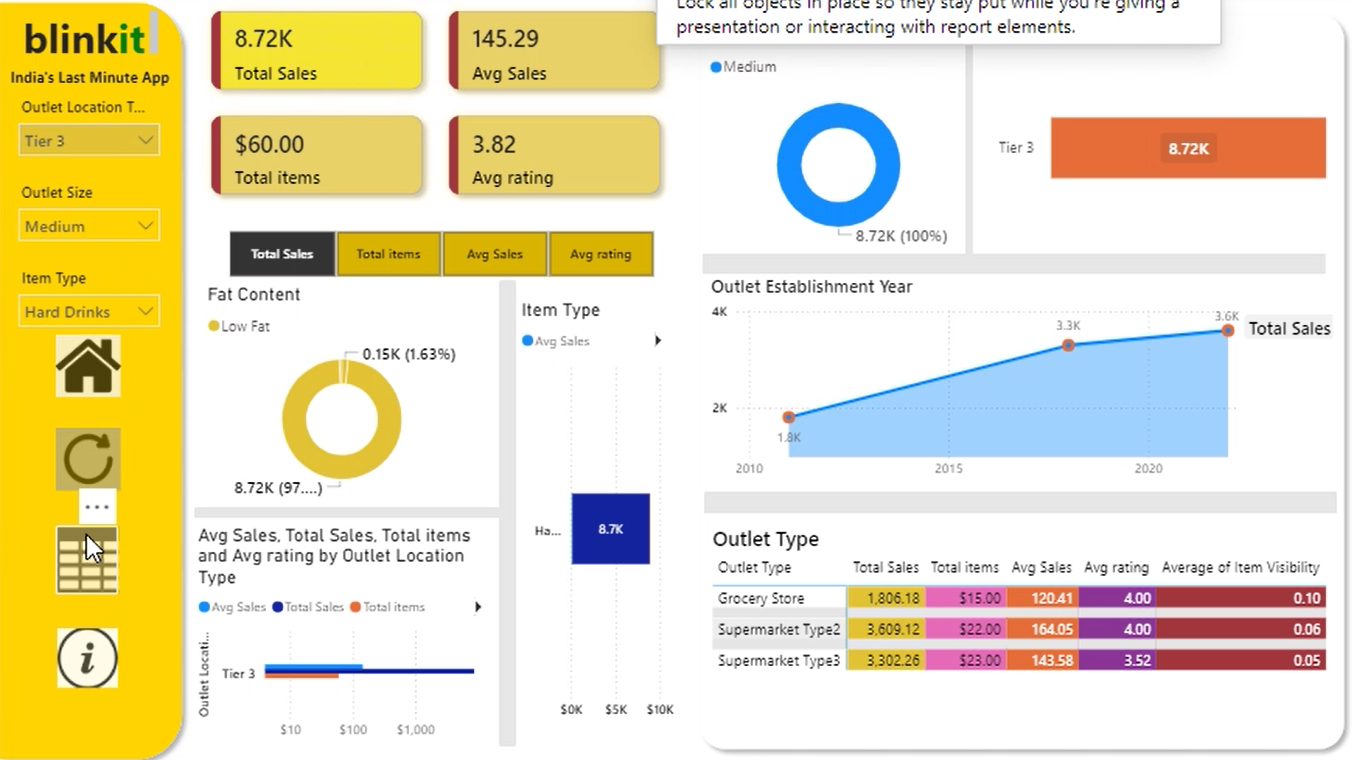 blinkit
India's Last Minute App
Outlet Location T...
Tier 3
Outlet Size
Medium
Item Type
Hard Drinks
...
i
8.72K
Total Sales
145.29
Avg Sales
$60.00
Total items
3.82
Avg rating
Total Sales
Total items
Avg Sales
Avg rating
Fat Content
Low Fat
0.15K (1.63%)
8.72K (97....)
Item Type
Avg Sales
Ha...
8.7K
$0K $5K $10K
Avg Sales, Total Sales, Total items
and Avg rating by Outlet Location
Type
Avg Sales Total Sales Total items
Outlet Locati...
Tier 3
$10 $100 $1,000
Lock all objects in place so they stay put while you're giving a
presentation or interacting with report elements.
Medium
8.72K (100%)
Tier 3
8.72K
Outlet Establishment Year
4K
2K
1.8K
3.3K
3.6K
Total Sales
2010 2015 2020
Outlet Type
Outlet Type Total Sales Total items Avg Sales Avg rating Average of Item Visibility
Grocery Store 1,806.18 $15.00 120.41 4.00 0.10
Supermarket Type2 3,609.12 $22.00 164.05 4.00 0.06
Supermarket Type3 3,302.26 $23.00 143.58 3.52 0.05